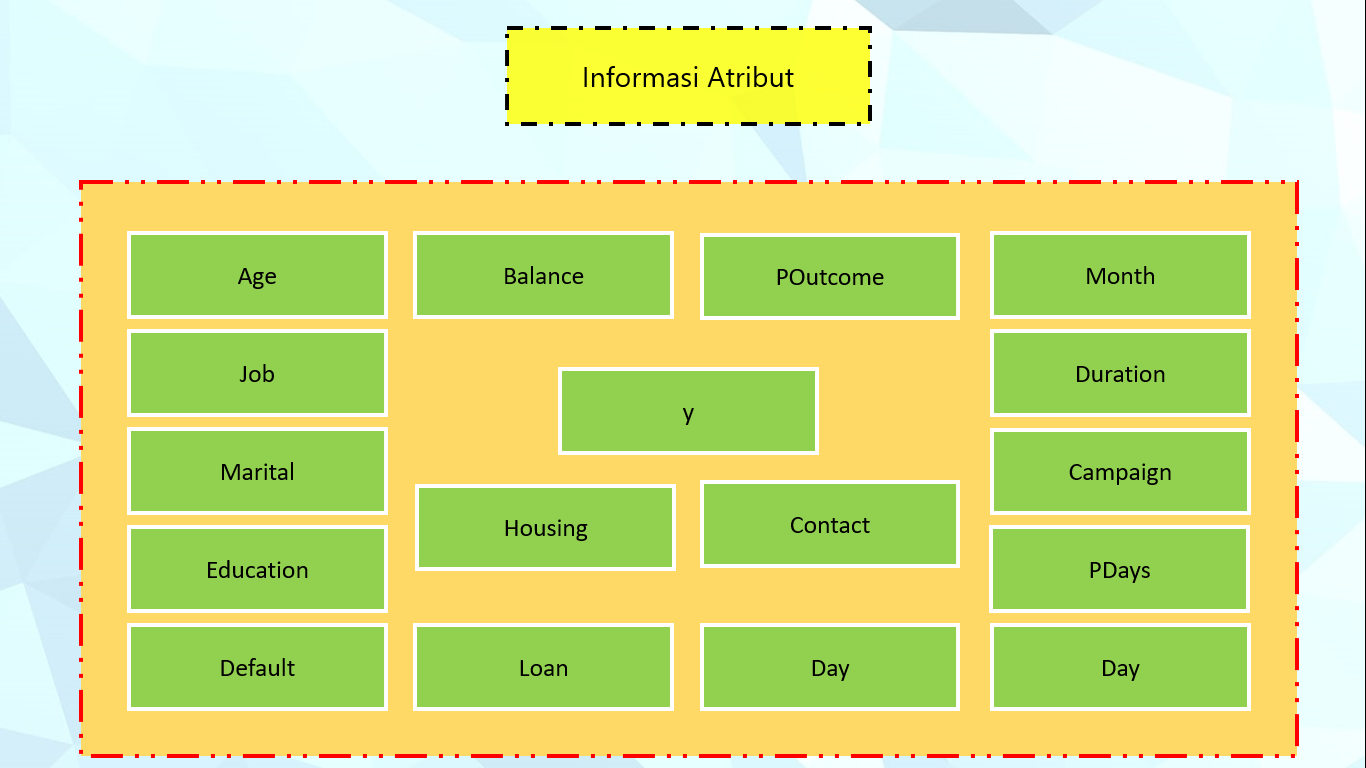 Informasi Atribut
Age
Balance
POutcome
Month
Job
Duration
y
Marital
Campaign
Housing
Contact
Education
PDays
Default
Loan
Day
Day